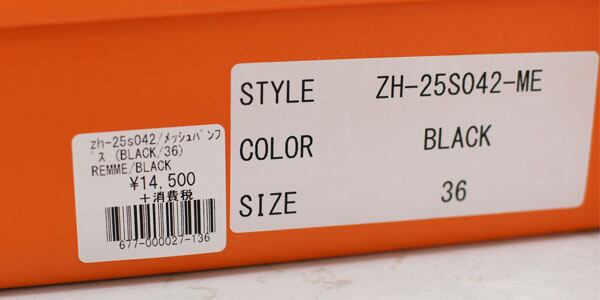 zh-25s042/ﾒｯｼｭﾊﾟﾝﾌ
ﾟｽ (BLACK/36)
REMME/BLACK
¥14,500
+消費税
677-000027-136
STYLE ZH-25S042-ME
COLOR BLACK
SIZE 36